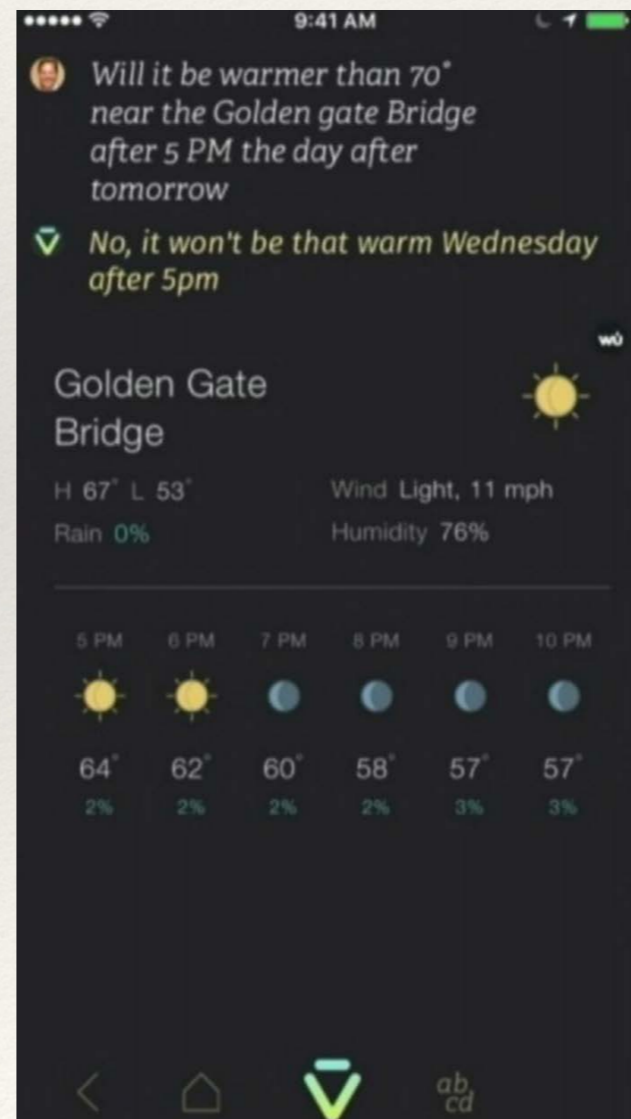 9:41 AM
Will it be warmer than 70°
near the Golden gate Bridge
after 5 PM the day after
tomorrow
No, it won't be that warm Wednesday
after 5pm
wu
Golden Gate
Bridge
H 67° L 53°
Wind Light, 11 mph
Rain 0%
Humidity 76%
5 PM 6 PM 7 PM 8 PM 9 PM 10 PM
64° 62° 60° 58° 57° 57°
2% 2% 2% 2% 3% 3%
ab
cd